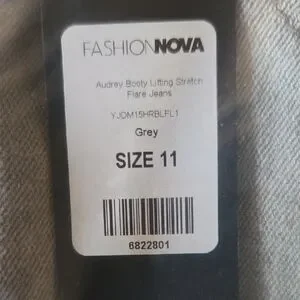 FASHIONNOVA
Audrey Booty Lifting Stretch
Flare Jeans
YJDM15HRBLFL1
Grey
SIZE 11
6822801